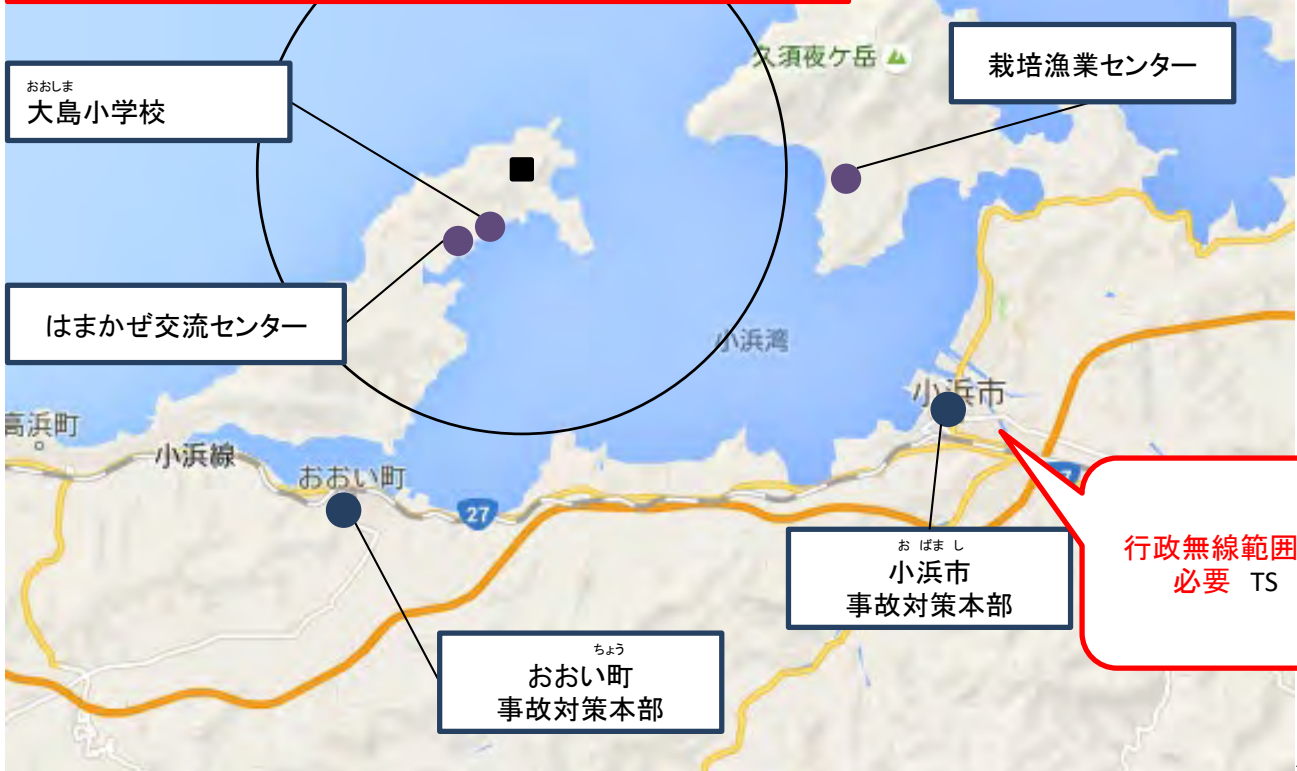 久須夜ケ岳
栽培漁業センター
おおしま
大島小学校
はまかぜ交流センター
小浜湾
小浜市
高浜町
小浜線
おおい町
27
行政無線範囲
必要 TS
お ばま し
小浜市
事故対策本部
ちょう
おおい町
事故対策本部